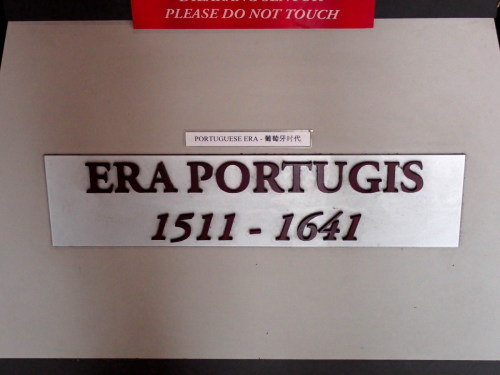 PLEASE DO NOT TOUCH
PORTUGUESE ERA - 葡萄牙时代
ERA PORTUGIS
1511 - 1641